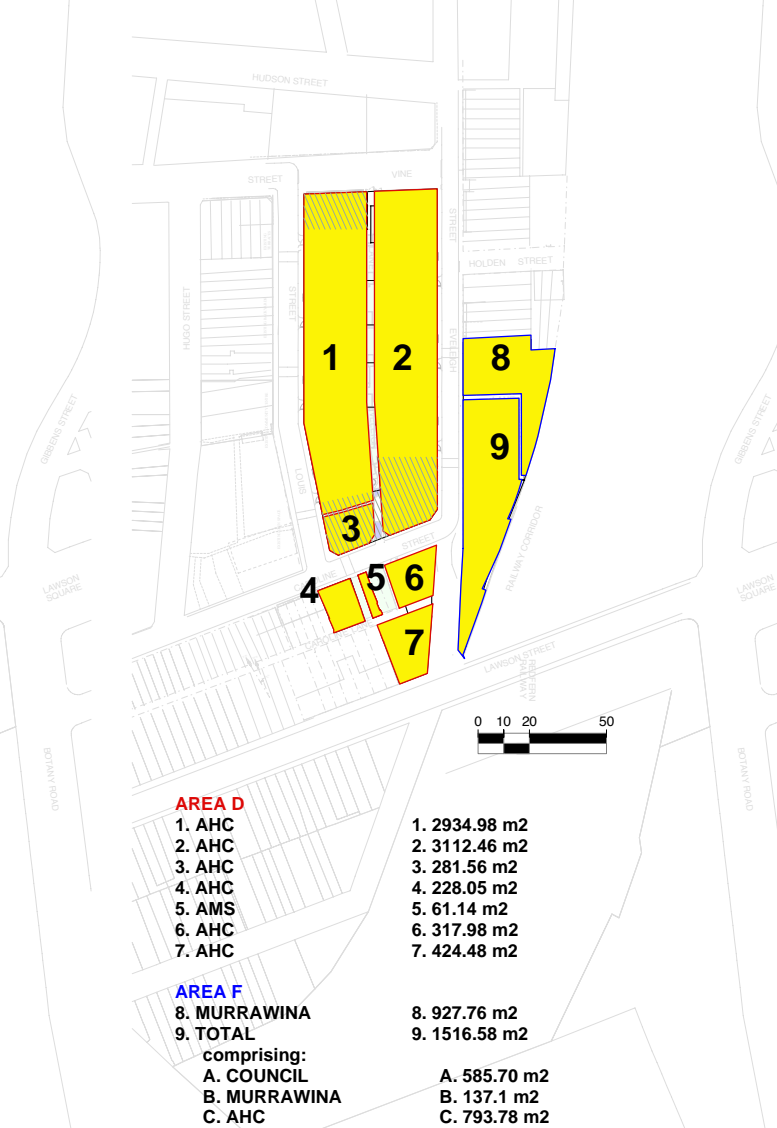 HUDSON STREET
STREET
VINE
STREET
HOLDEN STREET
HUGO STREET
STREET
EVELEIGH
1
2
8
9
GIBBENS STREET
GIBBENS STREET
LOUIS
3
STREET
RAILWAY CORRIDOR
4
5
6
LAWSON
SQUARE
LAWSON
SQUARE
7
LAWSON STREET
REDFERN
RAILWAY
0 10 20 50
BOTANY ROAD
BOTANY ROAD
AREA D
1. AHC 1. 2934.98 m2
2. AHC 2. 3112.46 m2
3. AHC 3. 281.56 m2
4. AHC 4. 228.05 m2
5. AMS 5. 61.14 m2
6. AHC 6. 317.98 m2
7. AHC 7. 424.48 m2
AREA F
8. MURRAWINA 8. 927.76 m2
9. TOTAL 9. 1516.58 m2
comprising:
A. COUNCIL A. 585.70 m2
B. MURRAWINA B. 137.1 m2
C. AHC C. 793.78 m2